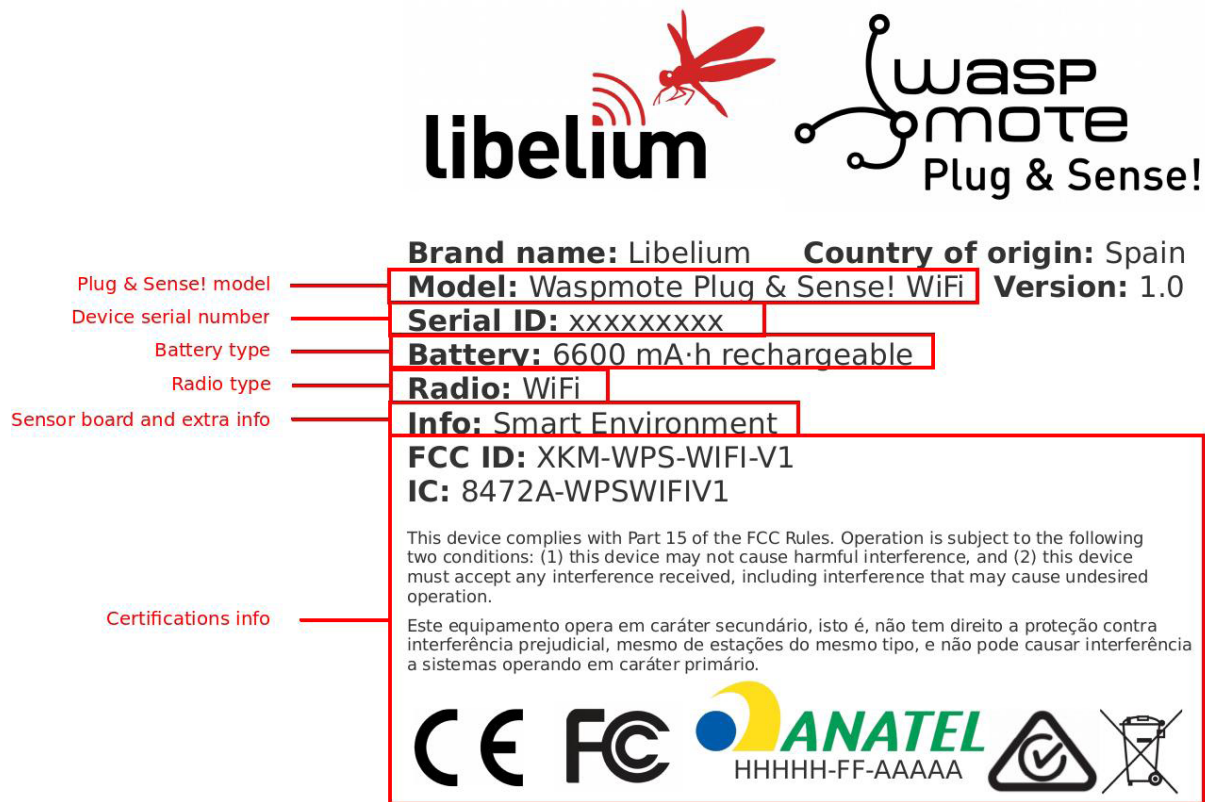 libelium
wasp
mote
Plug & Sense!
Brand name: Libelium Country of origin: Spain
Plug & Sense! model
Model: Waspmote Plug & Sense! WiFi Version: 1.0
Device serial number
Serial ID: xxxxxxxxx
Battery type
Battery: 6600 mA·h rechargeable
Radio type
Radio: WiFi
Sensor board and extra info
Info: Smart Environment
FCC ID: XKM-WPS-WIFI-V1
IC: 8472A-WPSWIFIV1
This device complies with Part 15 of the FCC Rules. Operation is subject to the following
two conditions: (1) this device may not cause harmful interference, and (2) this device
must accept any interference received, including interference that may cause undesired
operation.
Certifications info
Este equipamento opera em caráter secundário, isto é, não tem direito a proteção contra
interferência prejudicial, mesmo de estações do mesmo tipo, e não pode causar interferência
a sistemas operando em caráter primário.
CE FC ANATEL
HHHHH-FF-AAAAA